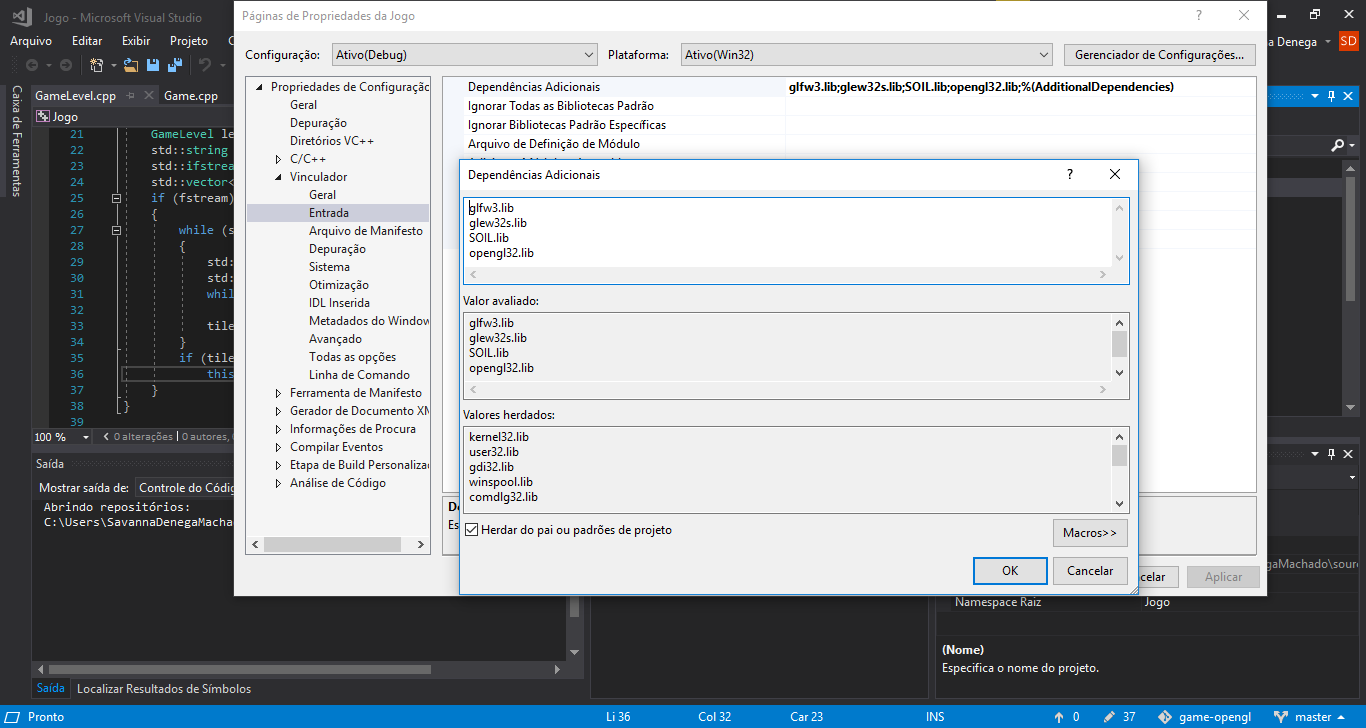 Jogo - Microsoft Visual Studio
Páginas de Propriedades da Jogo
?
Arquivo Editar Exibir Projeto
a Denega
SD
Configuração: Ativo(Debug) Plataforma: Ativo(Win32) Gerenciador de Configurações...
Caixa de Ferramentas
GameLevel.cpp Game.cpp
Jogo
21 GameLevel le
22 std::string
23 std::ifstream
24 std::vector<
25 if (fstream)
26 {
27 while (s
28 {
29 std:
30 std:
31 whil
32
33 tile
34 }
35 if (tile
36 this
37 }
38 }
39
100 % 0 alterações | 0 autores,
Saída
Mostrar saída de: Controle do Códig
Abrindo repositórios:
C:\Users\SavannaDenegaMacha
Propriedades de Configuração
Geral
Depuração
Diretórios VC++
C/C++
Vinculador
Geral
Entrada
Arquivo de Manifesto
Depuração
Sistema
Otimização
IDL Inserida
Metadados do Window
Avançado
Todas as opções
Linha de Comando
Ferramenta de Manifesto
Gerador de Documento XM
Informações de Procura
Compilar Eventos
Etapa de Build Personaliza
Análise de Código
Dependências Adicionais glfw3.lib;glew32s.lib;SOIL.lib;opengl32.lib;%(AdditionalDependencies)
Ignorar Todas as Bibliotecas Padrão
Ignorar Bibliotecas Padrão Específicas
Arquivo de Definição de Módulo
Dependências Adicionais
?
glfw3.lib
glew32s.lib
SOIL.lib
opengl32.lib
Valor avaliado:
glfw3.lib
glew32s.lib
SOIL.lib
opengl32.lib
Valores herdados:
kernel32.lib
user32.lib
gdi32.lib
winspool.lib
comdlg32.lib
Herdar do pai ou padrões de projeto
Macros>>
OK Cancelar
De
Es
celar Aplicar
gaMachado\sourc
Namespace Raiz Jogo
(Nome)
Especifica o nome do projeto.
Saída Localizar Resultados de Símbolos
Pronto Li 36 Col 32 Car 23 INS 0 37 game-opengl master